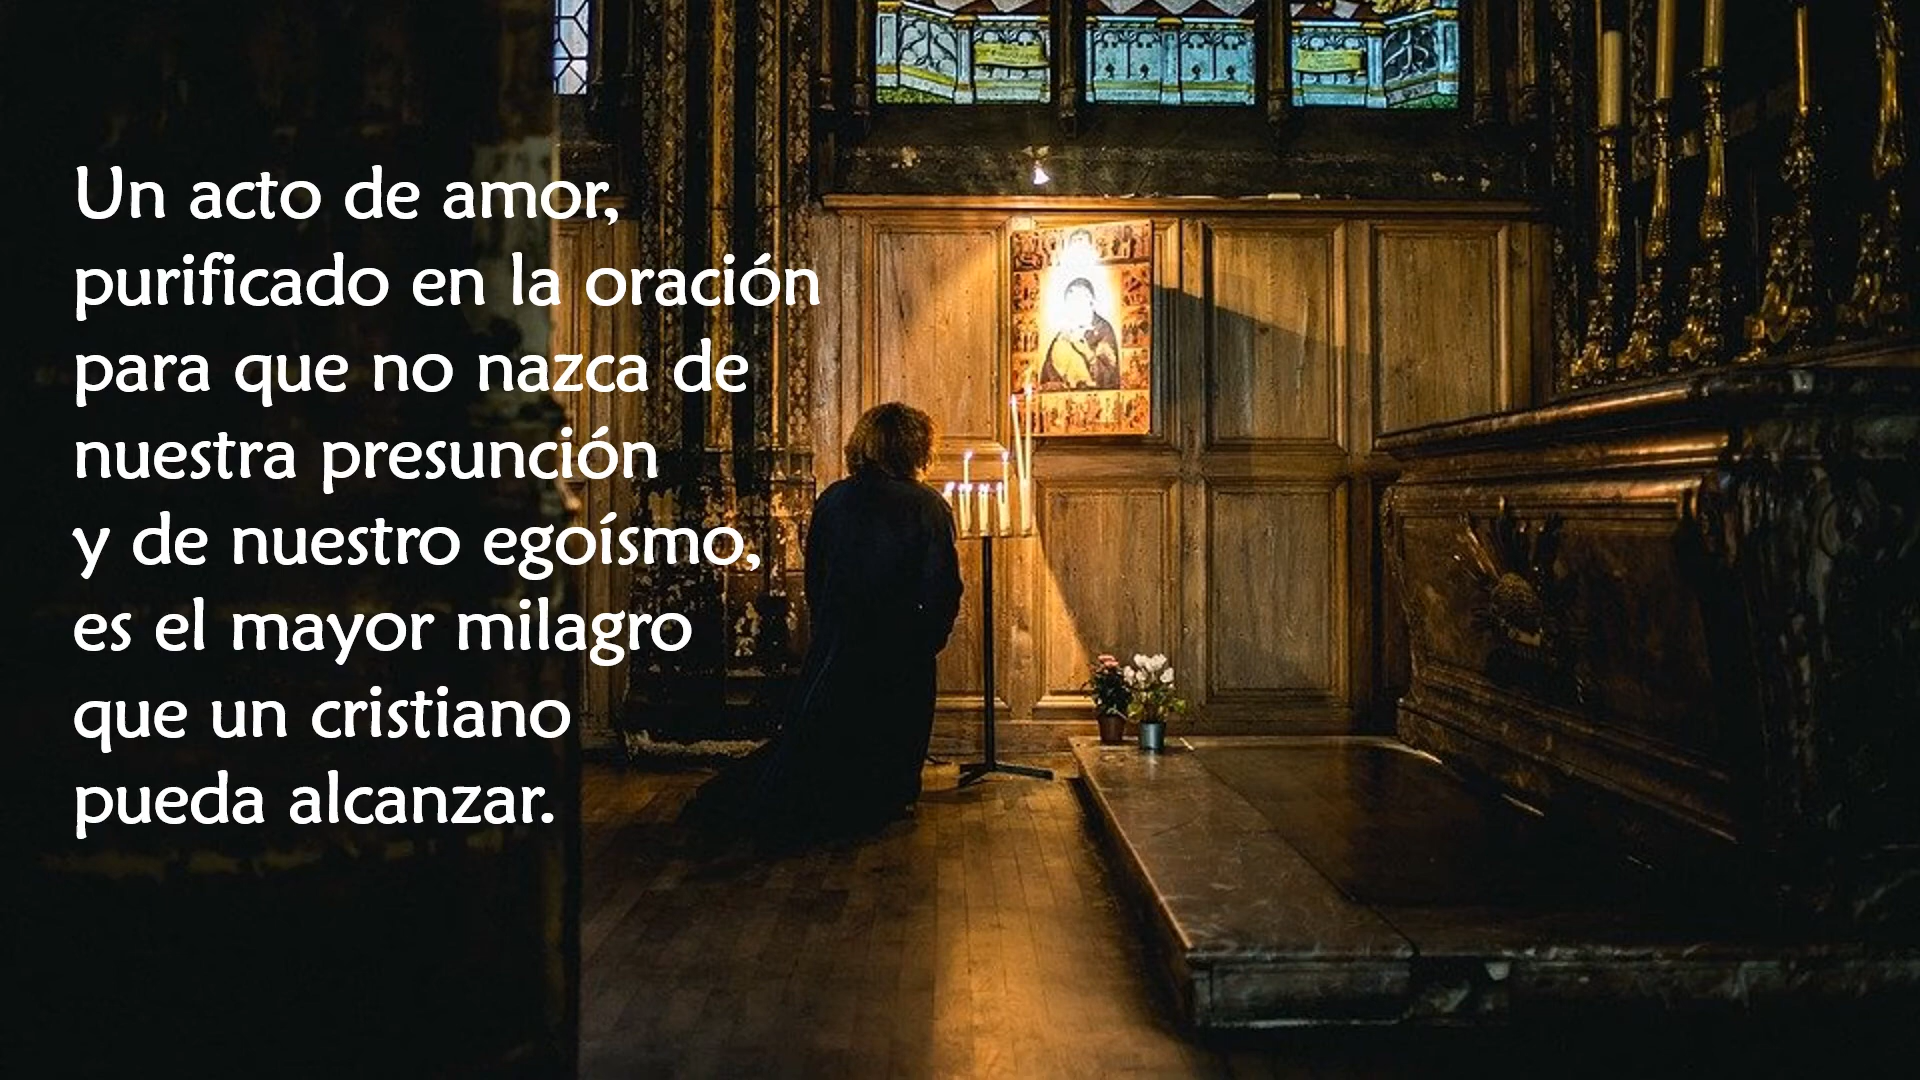 Un acto de amor,
purificado en la oración
para que no nazca de
nuestra presunción
y de nuestro egoísmo,
es el mayor milagro
que un cristiano
pueda alcanzar.